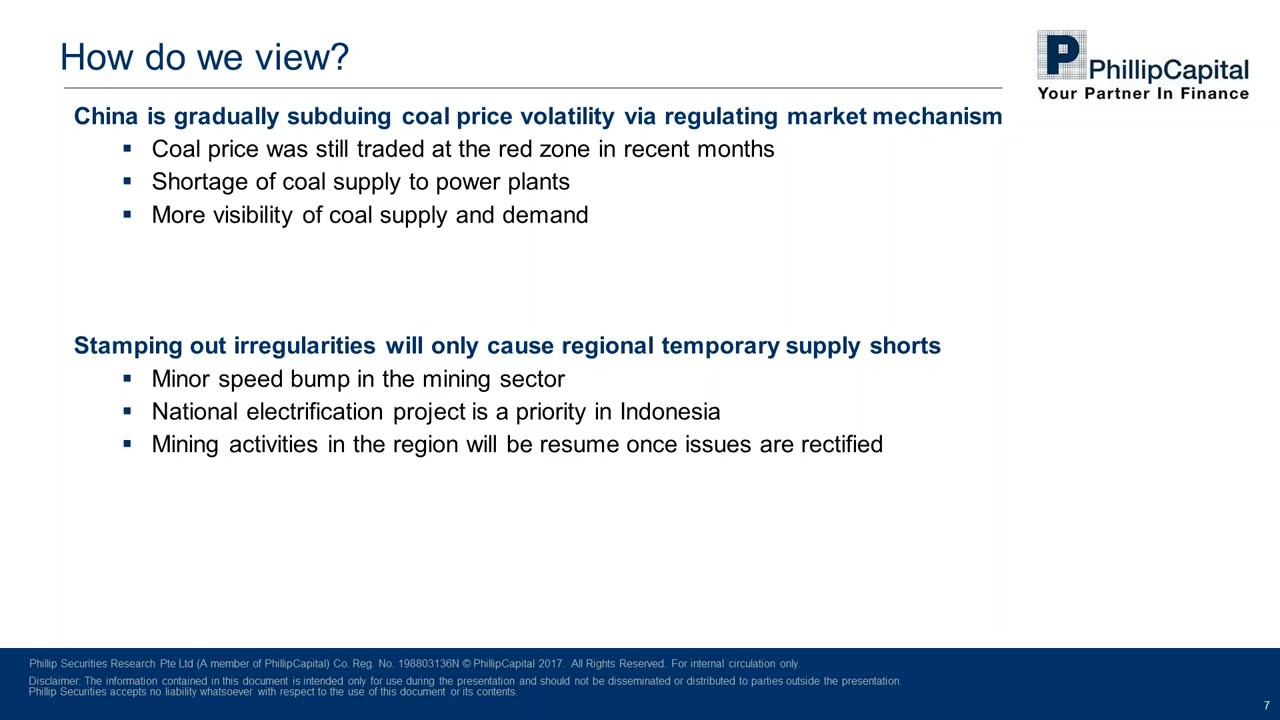 How do we view?
P PhillipCapital
Your Partner In Finance
China is gradually subduing coal price volatility via regulating market mechanism
▪ Coal price was still traded at the red zone in recent months
▪ Shortage of coal supply to power plants
▪ More visibility of coal supply and demand
Stamping out irregularities will only cause regional temporary supply shorts
▪ Minor speed bump in the mining sector
▪ National electrification project is a priority in Indonesia
▪ Mining activities in the region will be resume once issues are rectified
Phillip Securities Research Pte Ltd (A member of PhillipCapital) Co. Reg. No. 198803136N © PhillipCapital 2017. All Rights Reserved. For internal circulation only.
Disclaimer: The information contained in this document is intended only for use during the presentation and should not be disseminated or distributed to parties outside the presentation.
Phillip Securities accepts no liability whatsoever with respect to the use of this document or its contents.
7